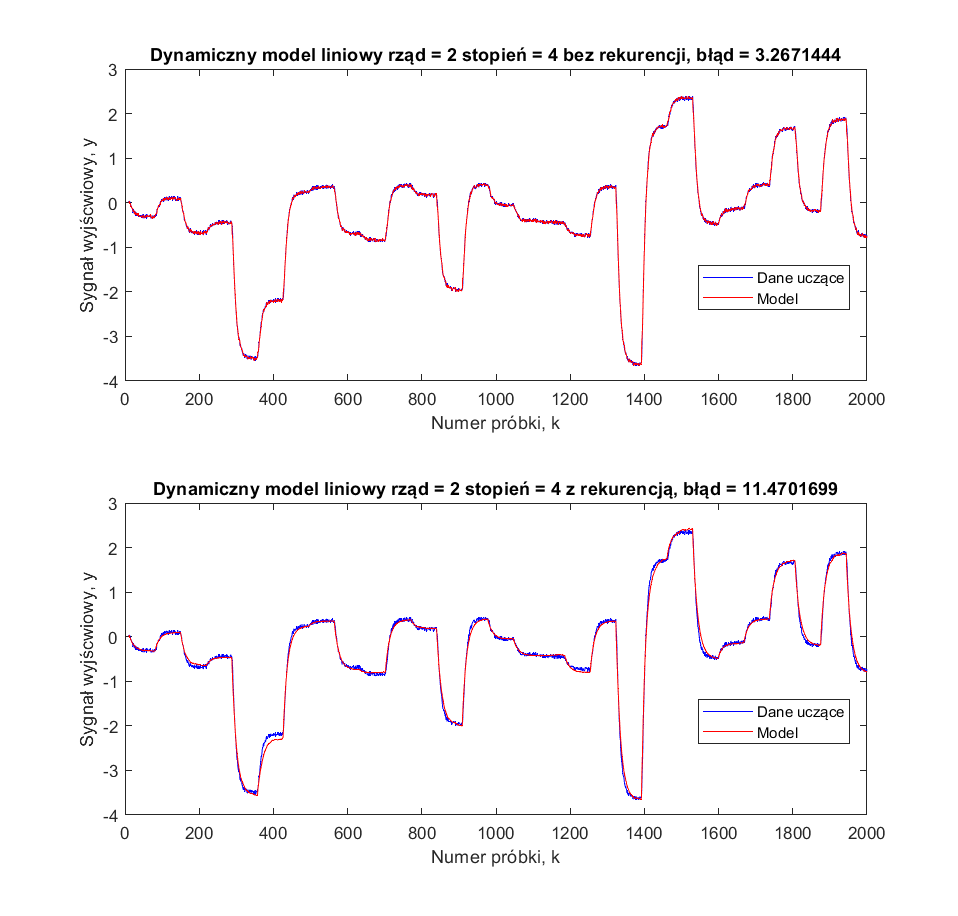 Dynamiczny model liniowy rząd = 2 stopień = 4 bez rekurencji, błąd = 3.2671444
3
2
1
0
-1
-2
-3
-4
Sygnał wyjścwiowy, y
Dane uczące
Model
0 200 400 600 800 1000 1200 1400 1600 1800 2000
Numer próbki, k
Dynamiczny model liniowy rząd = 2 stopień = 4 z rekurencją, błąd = 11.4701699
3
2
1
0
-1
-2
-3
-4
Sygnał wyjścwiowy, y
Dane uczące
Model
0 200 400 600 800 1000 1200 1400 1600 1800 2000
Numer próbki, k